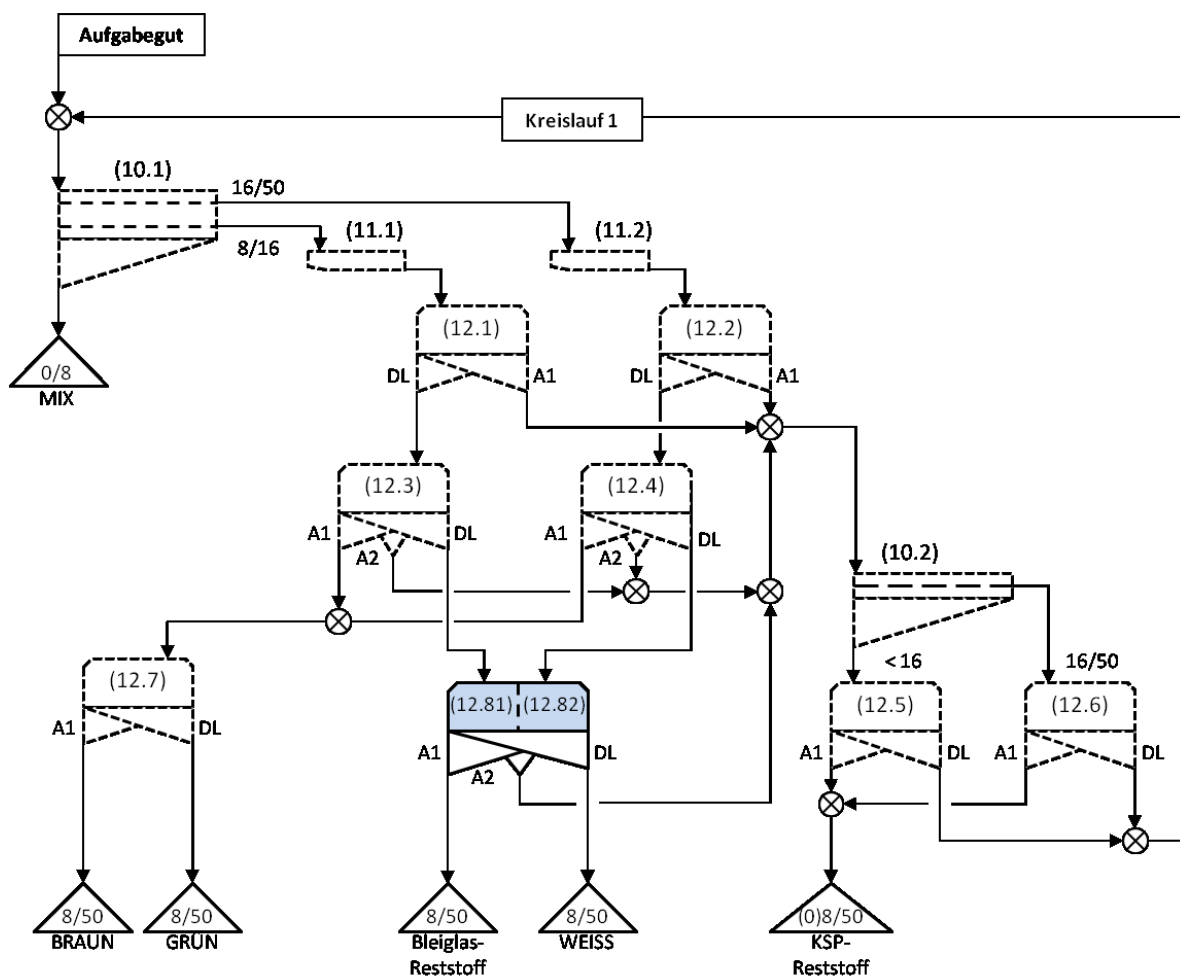 Aufgabegut
Kreislauf 1
(10.1)
16/50
8/16
(11.1)
(11.2)
0/8
MIX
(12.1)
DL
A1
(12.2)
DL
A1
(12.3)
A1
A2
DL
(12.4)
A1
A2
DL
(10.2)
<16
16/50
(12.7)
A1
DL
(12.81)
(12.82)
A1
A2
DL
(12.5)
A1
DL
(12.6)
A1
DL
8/50
BRAUN
8/50
GRÜN
8/50
Bleiglas-
Reststoff
8/50
WEISS
(0)8/50
KSP-
Reststoff